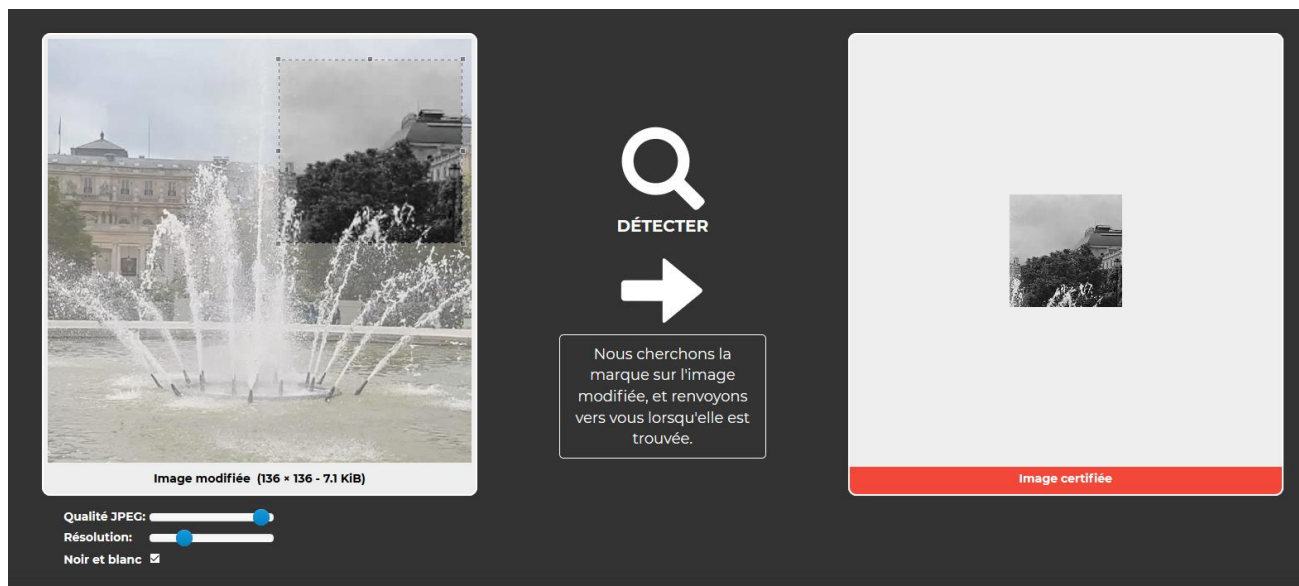 DÉTECTER
Nous cherchons la
marque sur l'image
modifiée, et renvoyons
vers vous lorsqu'elle est
trouvée.
Image modifiée (136 × 136 - 7.1 KiB)
Image certifiée
Qualité JPEG:
Résolution:
Noir et blanc